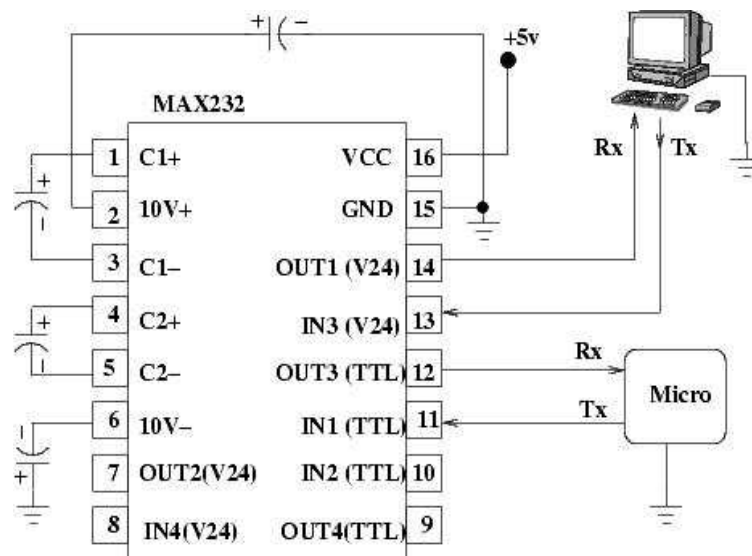 + −
+5v
MAX232
1 C1+ VCC 16
Rx Tx
+
−
2 10V+ GND 15
3 C1− OUT1 (V24) 14
4 C2+ IN3 (V24) 13
+
−
Rx
5 C2− OUT3 (TTL) 12
Micro
Tx
6 10V− IN1 (TTL) 11
−
+
7 OUT2(V24) IN2 (TTL) 10
8 IN4(V24) OUT4(TTL) 9